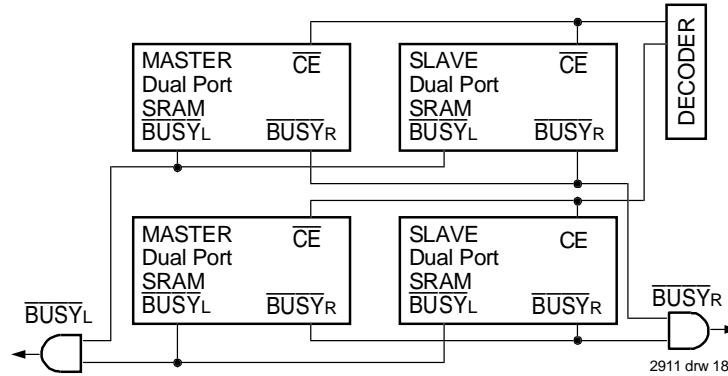 MASTER
Dual Port
SRAM
BUSYL BUSYR
CE
SLAVE
Dual Port
SRAM
BUSYL BUSYR
CE
DECODER
MASTER
Dual Port
SRAM
BUSYL BUSYR
CE
SLAVE
Dual Port
SRAM
BUSYL BUSYR
CE
BUSYL
BUSYR
2911 drw 18